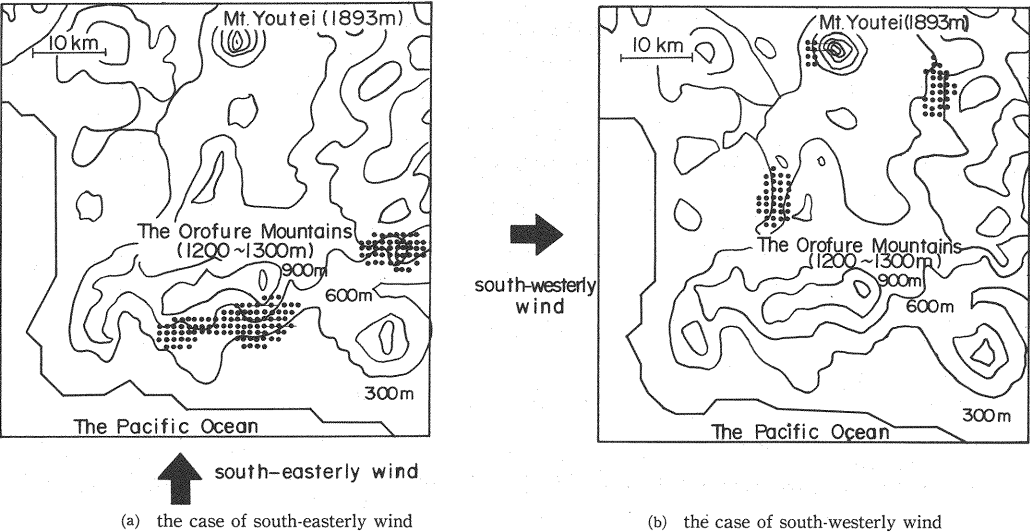 Mt. Youtei (1893m)
10 km
The Orofure Mountains
(1200 ~ 1300m)
900m
600m
300m
The Pacific Ocean
south-easterly wind
(a) the case of south-easterly wind
south-westerly
wind
Mt. Youtei (1893m)
10 km
The Orofure Mountains
(1200 ~ 1300m)
900m
600m
300m
The Pacific Ocean
(b) the case of south-westerly wind